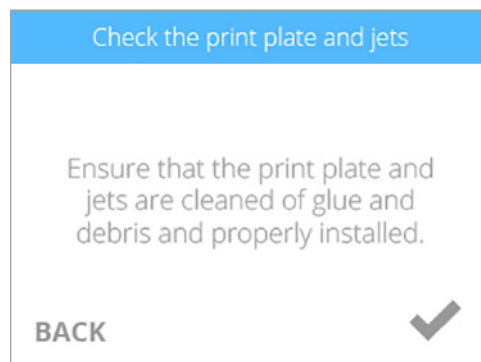 Check the print plate and jets
Ensure that the print plate and
jets are cleaned of glue and
debris and properly installed.
BACK